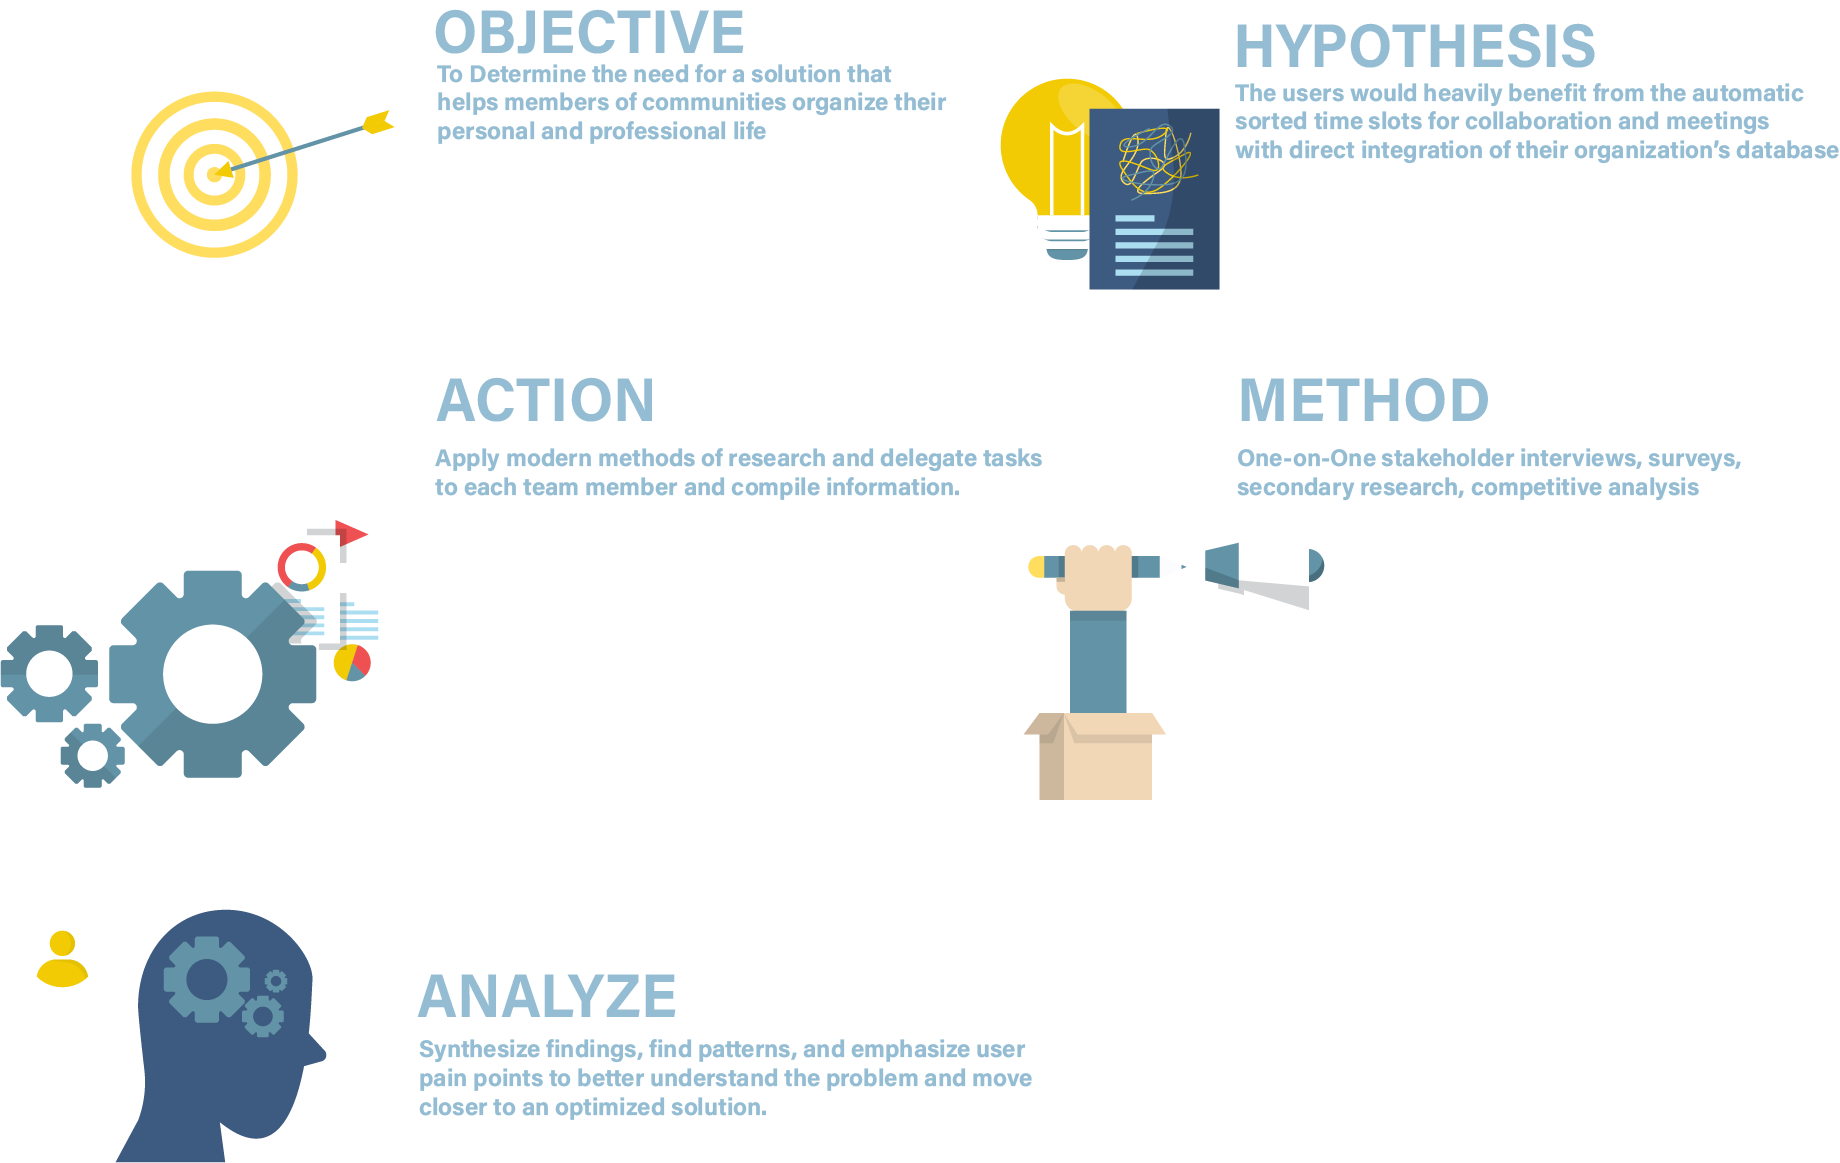 OBJECTIVE
To Determine the need for a solution that
helps members of communities organize their
personal and professional life
HYPOTHESIS
The users would heavily benefit from the automatic
sorted time slots for collaboration and meetings
with direct integration of their organization's database
ACTION
Apply modern methods of research and delegate tasks
to each team member and compile information.
METHOD
One-on-One stakeholder interviews, surveys,
secondary research, competitive analysis
ANALYZE
Synthesize findings, find patterns, and emphasize user
pain points to better understand the problem and move
closer to an optimized solution.